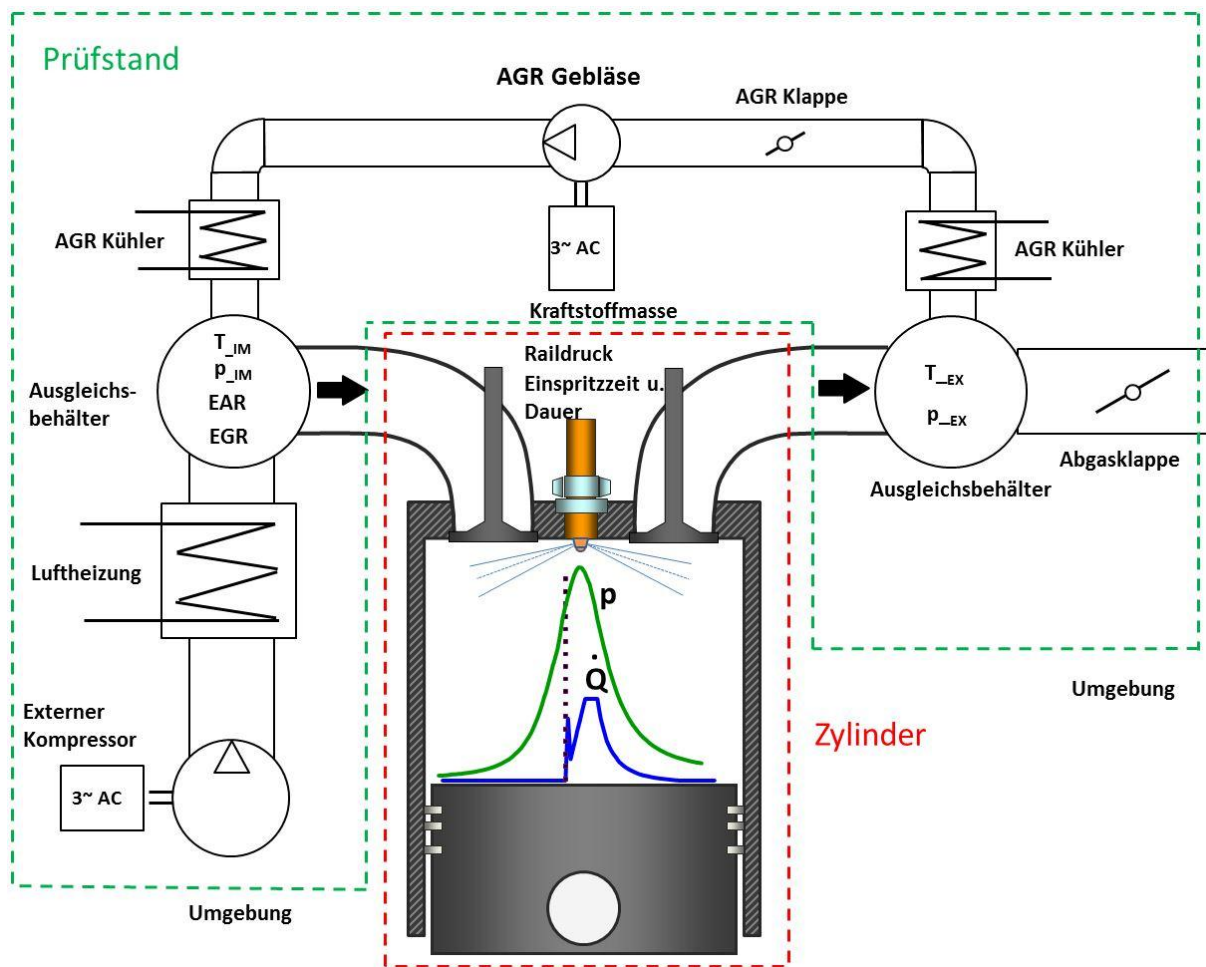 Prüfstand
AGR Gebläse
AGR Klappe
AGR Kühler
3~ AC
AGR Kühler
Kraftstoffmasse
Raildruck
Einspritzzeit u.
Dauer
T_IM
p_IM
EAR
EGR
Ausgleichs-
behälter
T_EX
p_EX
Abgasklappe
Ausgleichsbehälter
Luftheizung
p
Q̇
Umgebung
Zylinder
Externer
Kompressor
3~ AC
Umgebung